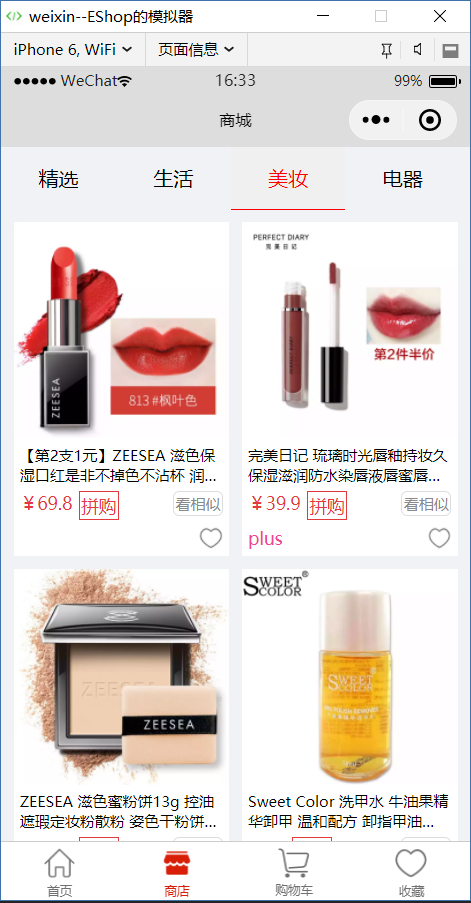 weixin--EShop的模拟器
iPhone 6, WiFi 页面信息
WeChat 16:33 99%
商城
精选 生活 美妆 电器
ZEESEA
813 #枫叶色
【第2支1元】ZEESEA 滋色保
湿口红是非不掉色不沾杯 润...
￥69.8 拼购 看相似
PERFECT DIARY
完美日记
第2件半价
完美日记 琉璃时光唇釉持妆久
保湿滋润防水染唇液唇蜜唇...
￥39.9 拼购 看相似
plus
ZEESEA
ZEESEA
ZEESEA 滋色蜜粉饼13g 控油
遮瑕定妆粉散粉 姿色干粉饼...
SWEET
COLOR®
SWEET
COLOR
Sweet Color 洗甲水 牛油果精
华卸甲 温和配方 卸指甲油...
首页 商店 购物车 收藏